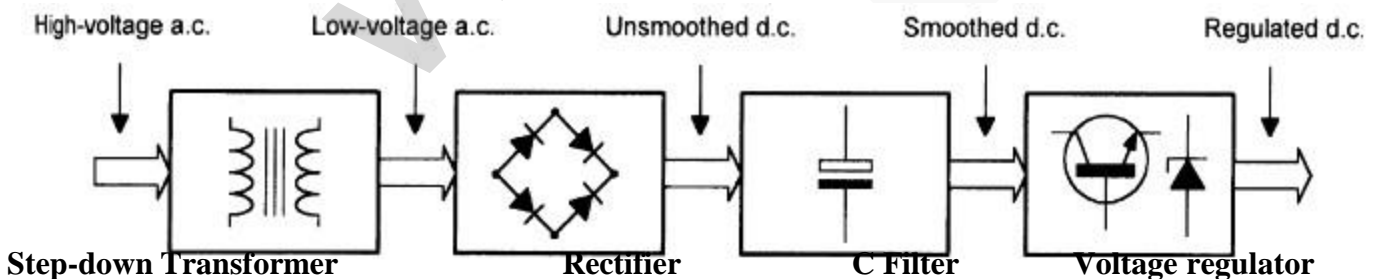 High-voltage a.c. Low-voltage a.c. Unsmoothed d.c. Smoothed d.c. Regulated d.c.
Step-down Transformer Rectifier C Filter Voltage regulator